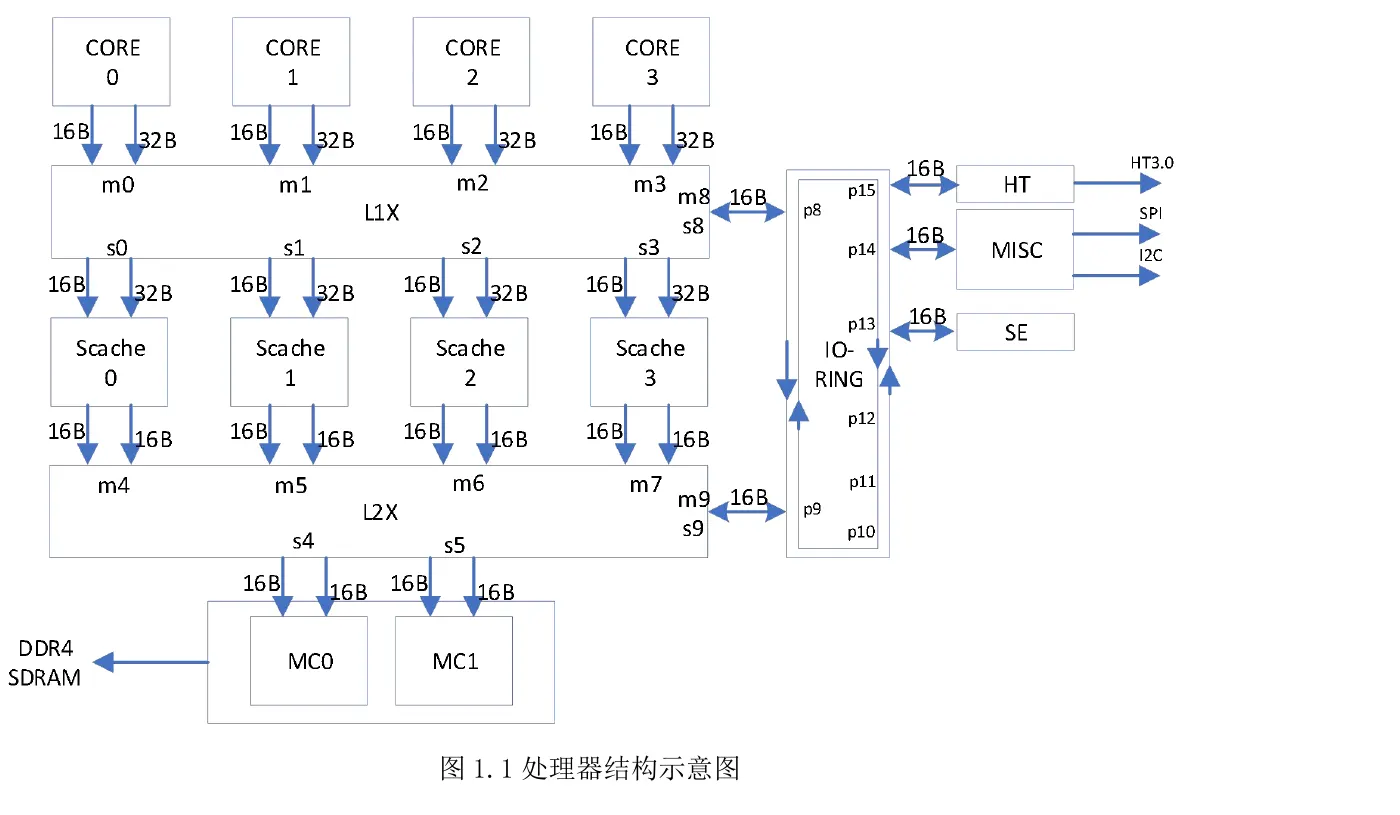 CORE
0
CORE
1
CORE
2
CORE
3
16B 32B 16B 32B 16B 32B 16B 32B
m0 m1 m2 m3
L1X
m8
s8
s0 s1 s2 s3
16B
16B 32B 16B 32B 16B 32B 16B 32B
Scache
0
Scache
1
Scache
2
Scache
3
16B 16B 16B 16B 16B 16B 16B 16B
m4 m5 m6 m7
L2X
m9
s9
s4 s5
16B
16B 16B 16B 16B
MC0 MC1
DDR4
SDRAM
p8
p9
IO-
RING
p15
p14
p13
p12
p11
p10
16B
HT
HT3.0
16B
MISC
SPI
I2C
16B
SE
图 1.1 处理器结构示意图